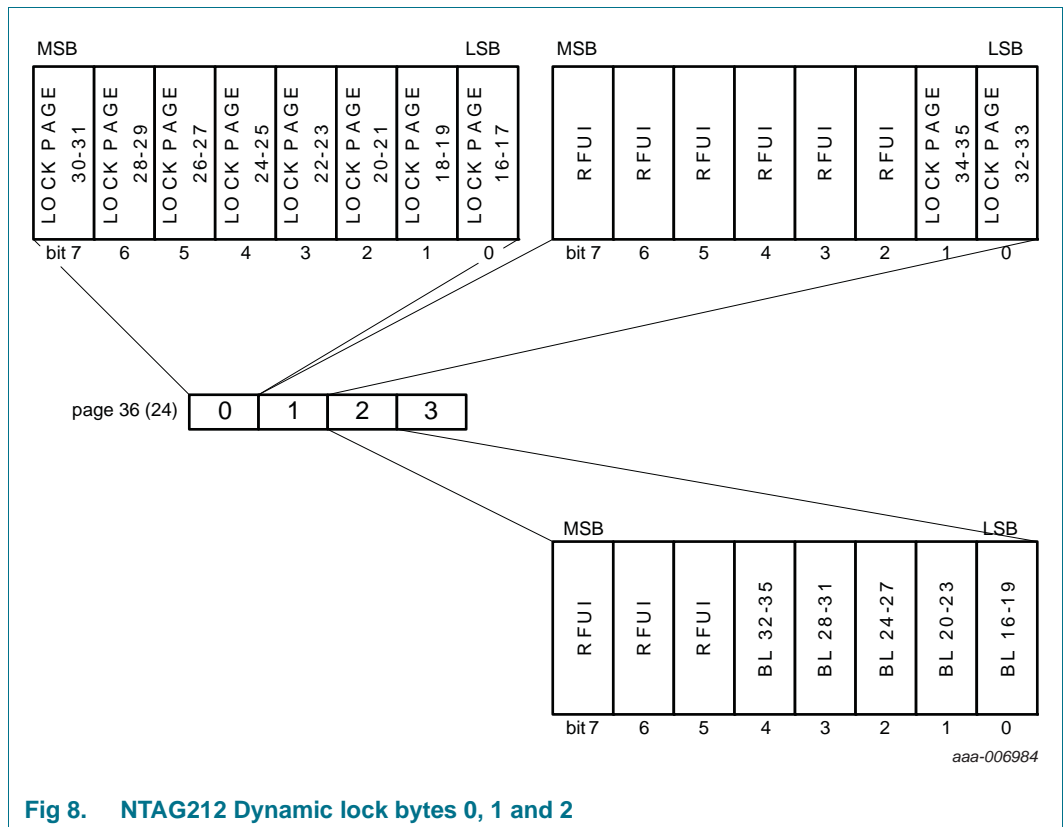 MSB LSB
LOCK PAGE 30-31
LOCK PAGE 28-29
LOCK PAGE 26-27
LOCK PAGE 24-25
LOCK PAGE 22-23
LOCK PAGE 20-21
LOCK PAGE 18-19
LOCK PAGE 16-17
bit 7 6 5 4 3 2 1 0
MSB LSB
RFUI
RFUI
RFUI
RFUI
RFUI
RFUI
LOCK PAGE 34-35
LOCK PAGE 32-33
bit 7 6 5 4 3 2 1 0
page 36 (24) 0 1 2 3
MSB LSB
RFUI
RFUI
RFUI
BL 32-35
BL 28-31
BL 24-27
BL 20-23
BL 16-19
bit 7 6 5 4 3 2 1 0
aaa-006984
Fig 8. NTAG212 Dynamic lock bytes 0, 1 and 2